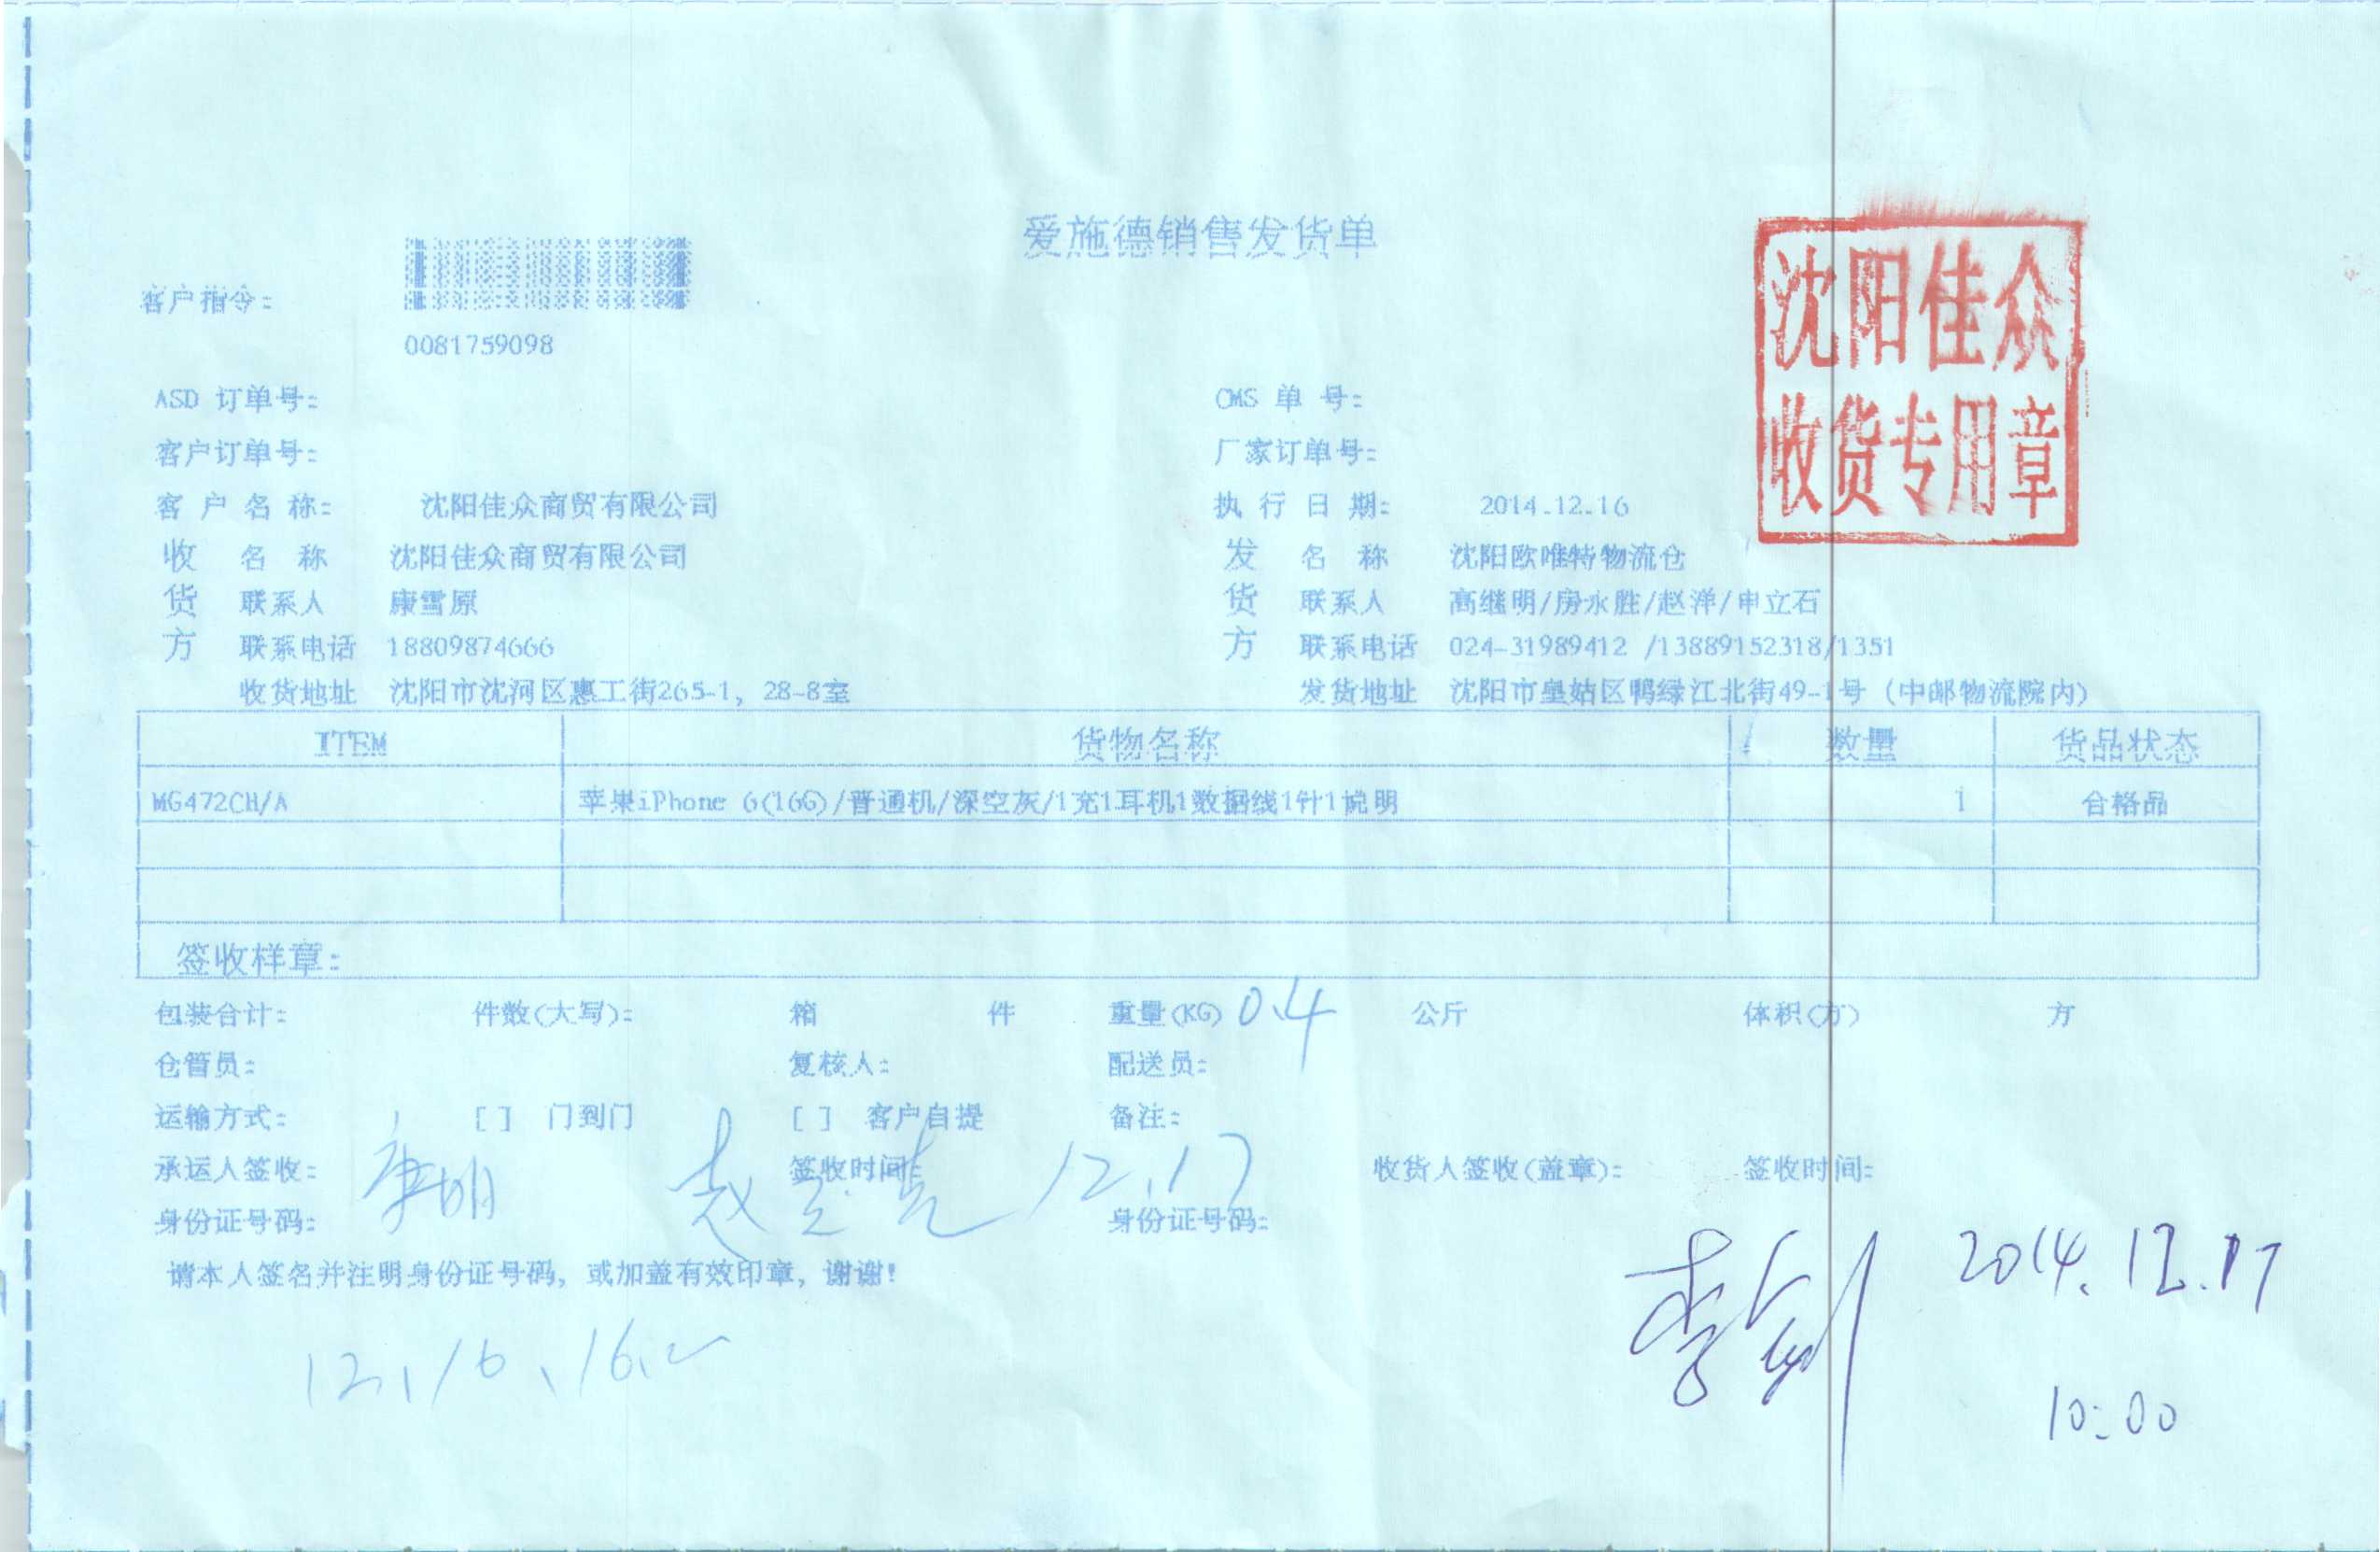 爱施德销售发货单
沈阳佳众
收货专用章
客户指令:
0081759098
ASD 订单号: OMS 单 号:
客户订单号: 厂家订单号:
客 户 名 称: 沈阳佳众商贸有限公司 执 行 日 期: 2014.12.16
收 名 称 沈阳佳众商贸有限公司 发 名 称 沈阳欧唯特物流仓
货 联系人 康雪原 货 联系人 高继明/房永胜/赵洋/申立石
方 联系电话 18809874666 方 联系电话 024-31989412 /13889152318/1351
收货地址 沈阳市沈河区惠工街265-1, 28-8室 发货地址 沈阳市皇姑区鸭绿江北街49-1号 (中邮物流院内)
ITEM 货物名称 数量 货品状态
MG472CH/A 苹果iPhone 6(16G)/普通机/深空灰/1充1耳机1数据线1针1说明 1 合格品
签收样章:
包装合计: 件数(大写): 箱 件 重量(KG) 0.4 公斤 体积(方) 方
仓管员: 复核人: 配送员:
运输方式: [ ] 门到门 [ ] 客户自提 备注:
承运人签收: 签收时间: 12.17 收货人签收(盖章): 签收时间:
身份证号码: 身份证号码:
请本人签名并注明身份证号码, 或加盖有效印章, 谢谢!
2014.12.17
10:00